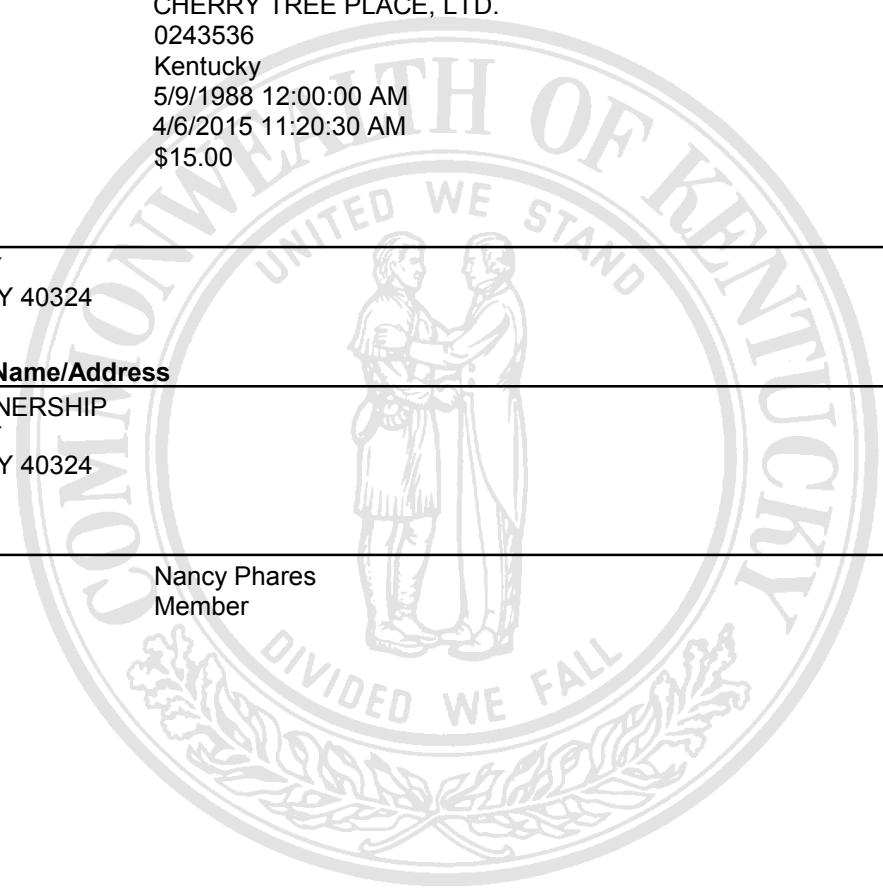 CHERRY TREE PLACE, LTD.
0243536
Kentucky
5/9/1988 12:00:00 AM
4/6/2015 11:20:30 AM
$15.00
Y 40324
Name/Address
NERSHIP
Y 40324
Nancy Phares
Member
COMMONWEALTH OF KENTUCKY
UNITED WE STAND
DIVIDED WE FALL